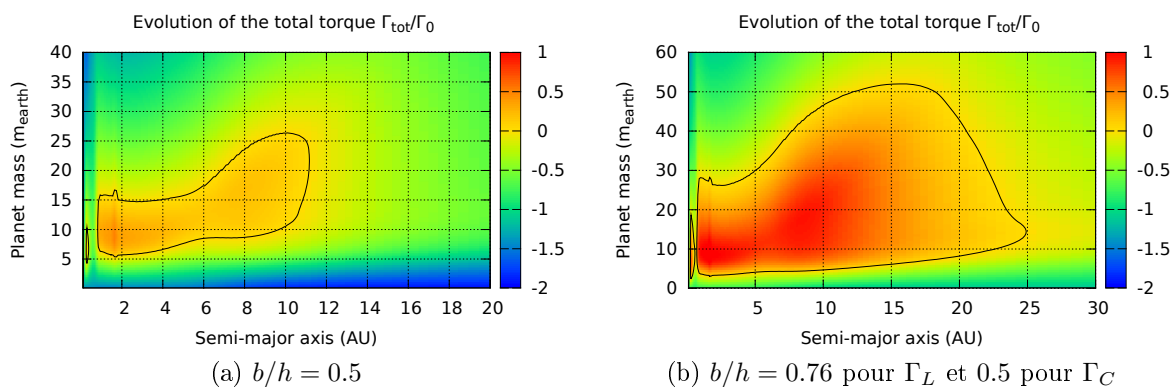 Evolution of the total torque Γtot/Γ0
Planet mass (mearth)
40
35
30
25
20
15
10
5
2 4 6 8 10 12 14 16 18 20
Semi-major axis (AU)
1
0.5
0
-0.5
-1
-1.5
-2
(a) b/h = 0.5
Evolution of the total torque Γtot/Γ0
Planet mass (mearth)
60
50
40
30
20
10
0
5 10 15 20 25 30
Semi-major axis (AU)
1
0.5
0
-0.5
-1
-1.5
-2
(b) b/h = 0.76 pour ΓL et 0.5 pour ΓC